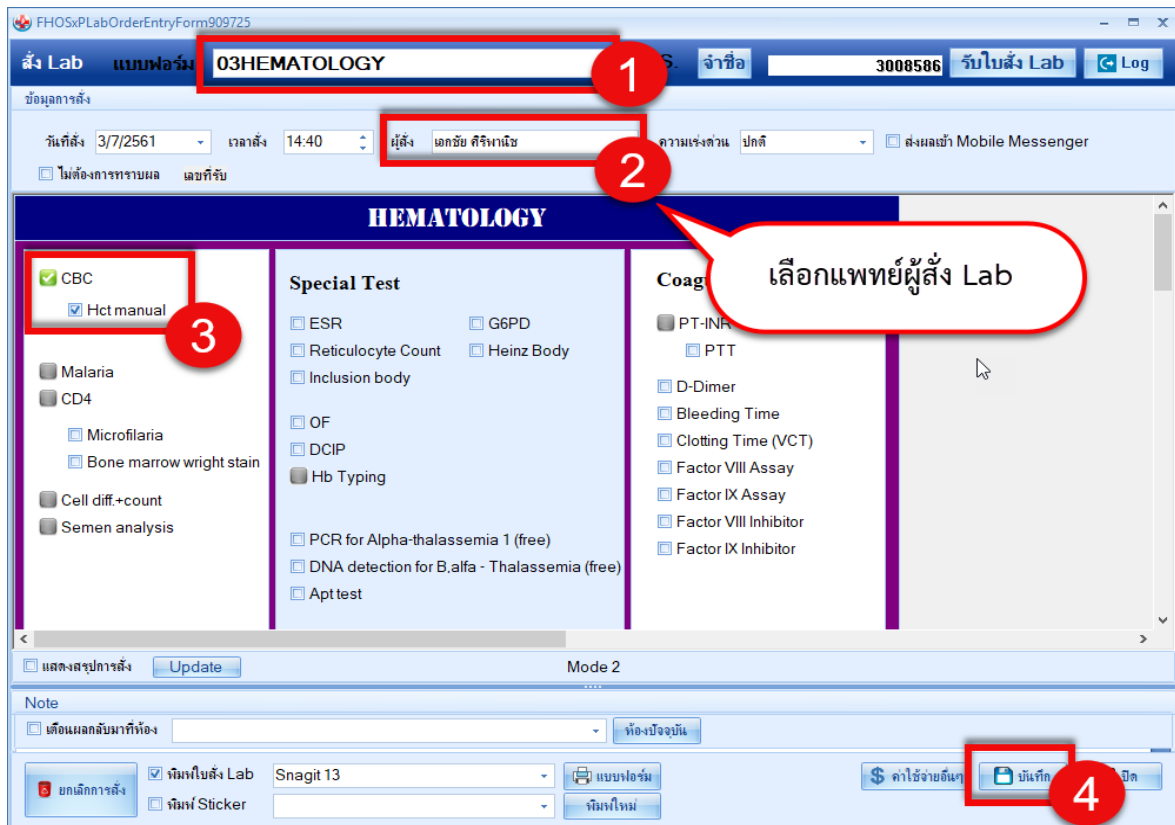 FHOSxPLabOrderEntryForm909725
สั่ง Lab แบบฟอร์ม 03HEMATOLOGY S. จำชื่อ 3008586 รับใบสั่ง Lab Log
1
ข้อมูลการสั่ง
วันที่สั่ง 3/7/2561 เวลาสั่ง 14:40 ผู้สั่ง เอกชัย ศิริพานิช ความเร่งด่วน ปกติ ส่งผลเข้า Mobile Messenger
2
ไม่ต้องการทราบผล เลขที่รับ
HEMATOLOGY
เลือกแพทย์ผู้สั่ง Lab
CBC
Hct manual
3
Malaria
CD4
Microfilaria
Bone marrow wright stain
Cell diff.+count
Semen analysis
Special Test
ESR G6PD
Reticulocyte Count Heinz Body
Inclusion body
OF
DCIP
Hb Typing
PCR for Alpha-thalassemia 1 (free)
DNA detection for B,alfa - Thalassemia (free)
Apt test
Coag
PT-INR
PTT
D-Dimer
Bleeding Time
Clotting Time (VCT)
Factor VIII Assay
Factor IX Assay
Factor VIII Inhibitor
Factor IX Inhibitor
แสดงสรุปการสั่ง Update Mode 2
Note
เตือนผลกลับมาที่ห้อง ห้องปัจจุบัน
ยกเลิกการสั่ง พิมพ์ใบสั่ง Lab Snagit 13 แบบฟอร์ม ค่าใช้จ่ายอื่นๆ บันทึก ปิด
4
พิมพ์ Sticker พิมพ์ใหม่